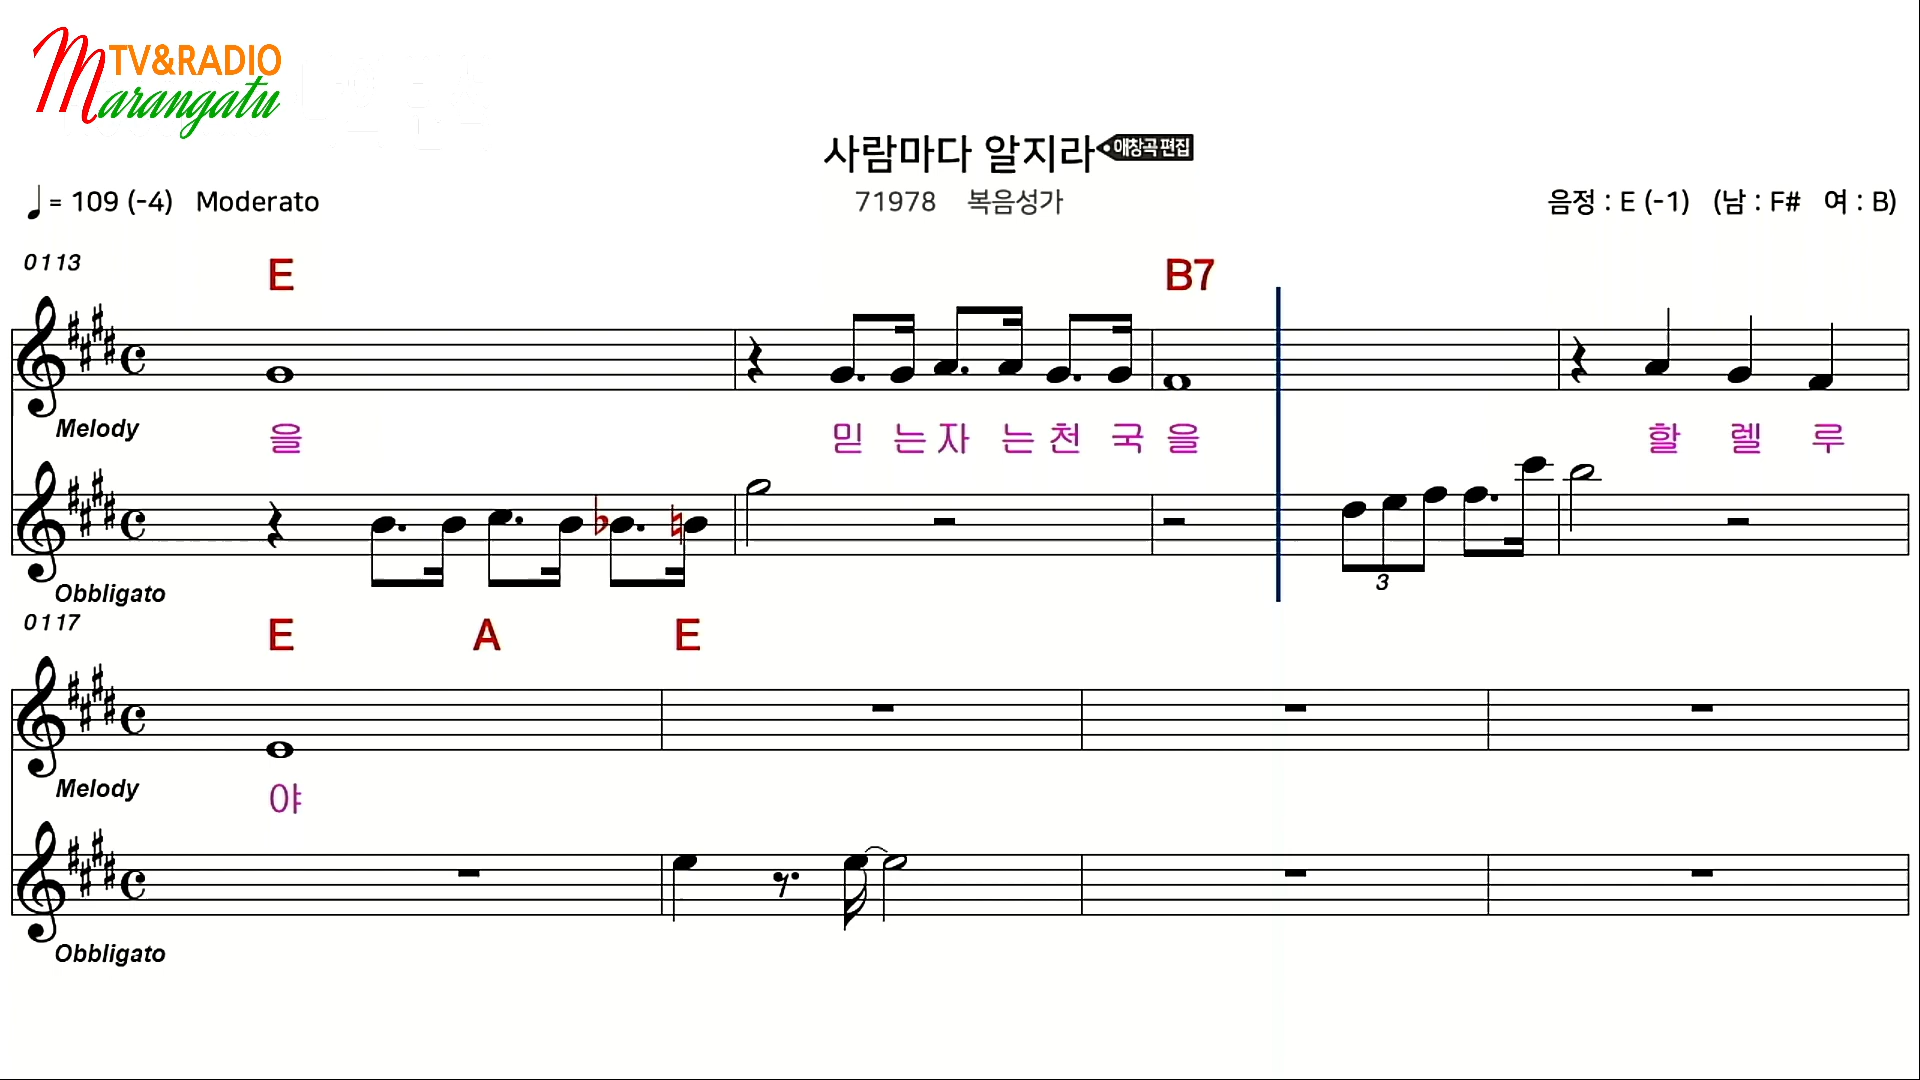 TV&RADIO
Marangatu
사람마다 알지라 애창곡 편집
♩= 109 (-4) Moderato
71978 복음성가
음정 : E (-1) (남 : F# 여 : B)
0113
E B7
Melody
을 믿 는 자 는 천 국 을 할 렐 루
3
Obbligato
0117
E A E
Melody
야
Obbligato